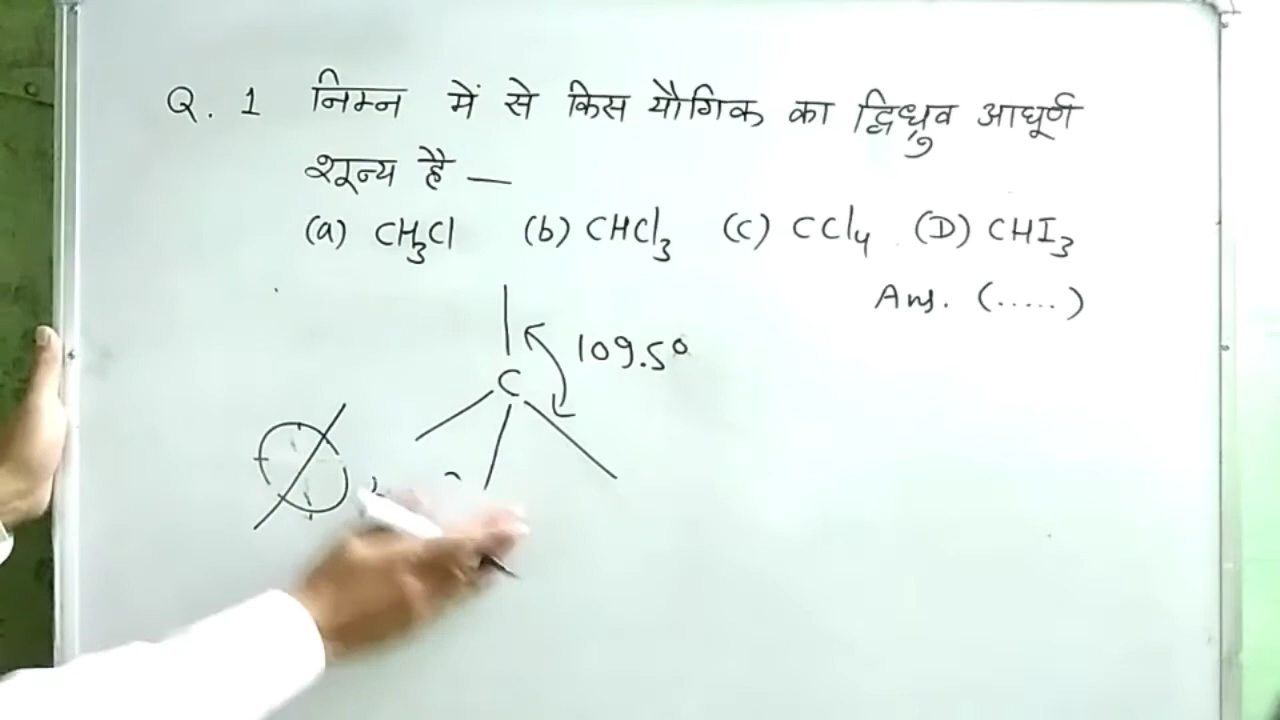 Q. 1 निम्न में से किस यौगिक का द्विध्रुव आघूर्ण
शून्य है —
(a) CH₃Cl (b) CHCl₃ (C) CCl₄ (D) CHI₃
Ans. (.....)
109.5°
C